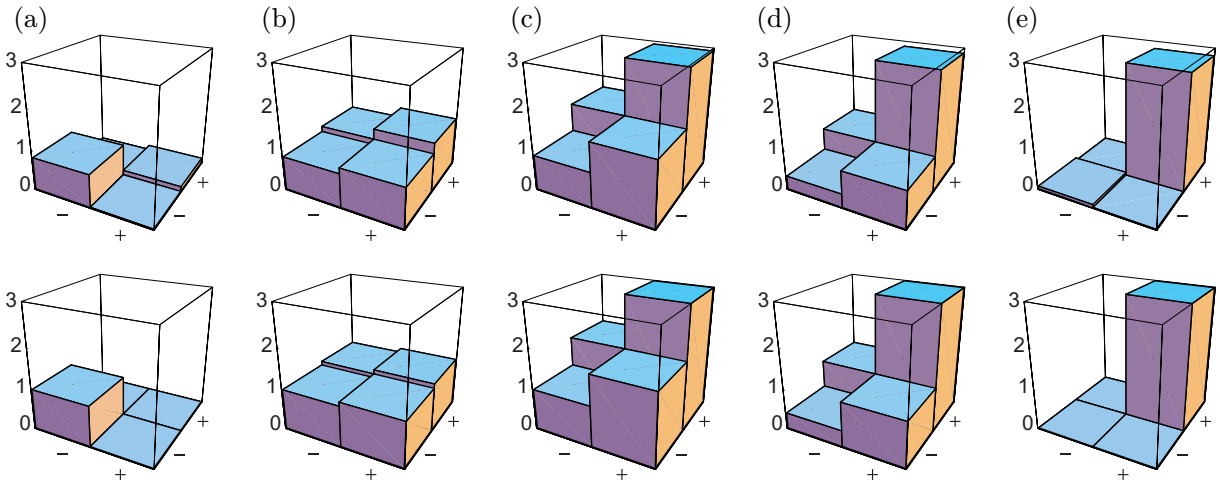 (a) (b) (c) (d) (e)
3 3 3 3 3
2 2 2 2 2
1 1 1 1 1
0 0 0 0 0
+ + + + +
− − − − −
− − − − −
+ + + + +
3 3 3 3 3
2 2 2 2 2
1 1 1 1 1
0 0 0 0 0
+ + + + +
− − − − −
− − − − −
+ + + + +